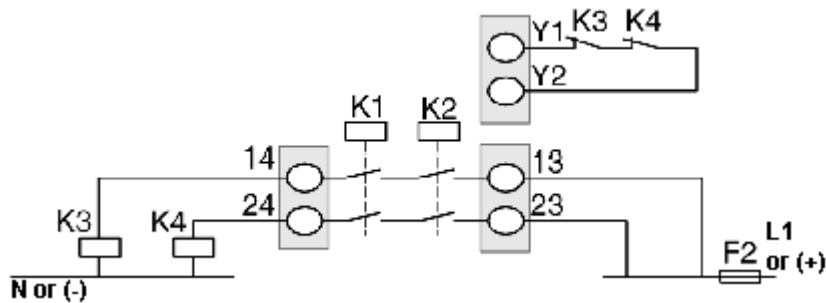 Y1 K3 K4
Y2
K1 K2
14 13
24 23
K3 K4
F2 L1
or (+)
N or (-)